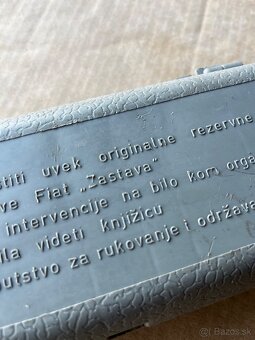 stiti uvek originalne rezervne
ve Fiat „Zastava”
intervencije na bilo kom orga
la videti knjižicu
utstvo za rukovanje i održava
© Bazos.sk